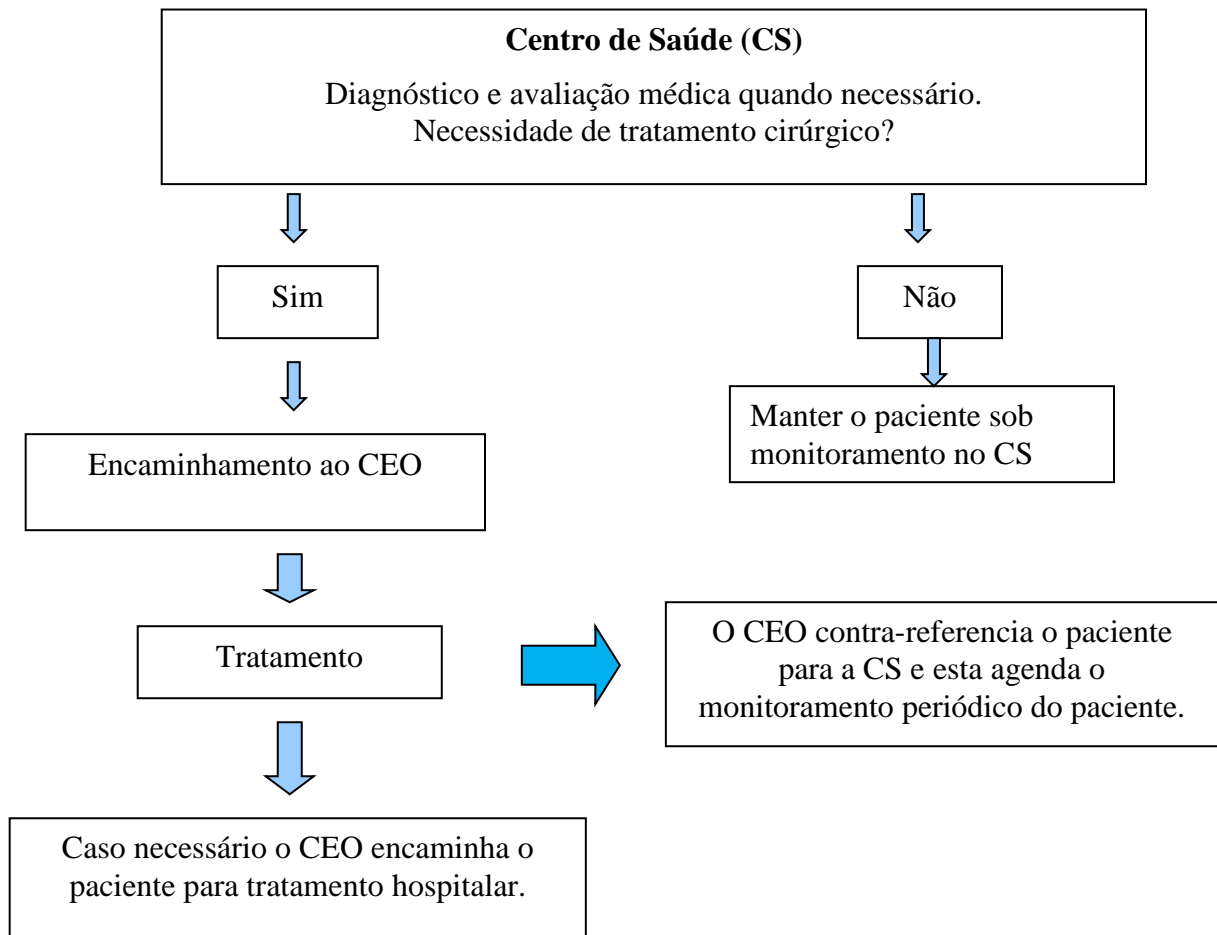 Centro de Saúde (CS)
Diagnóstico e avaliação médica quando necessário.
Necessidade de tratamento cirúrgico?
Sim
Não
Manter o paciente sob
monitoramento no CS
Encaminhamento ao CEO
Tratamento
O CEO contra-referencia o paciente
para a CS e esta agenda o
monitoramento periódico do paciente.
Caso necessário o CEO encaminha o
paciente para tratamento hospitalar.